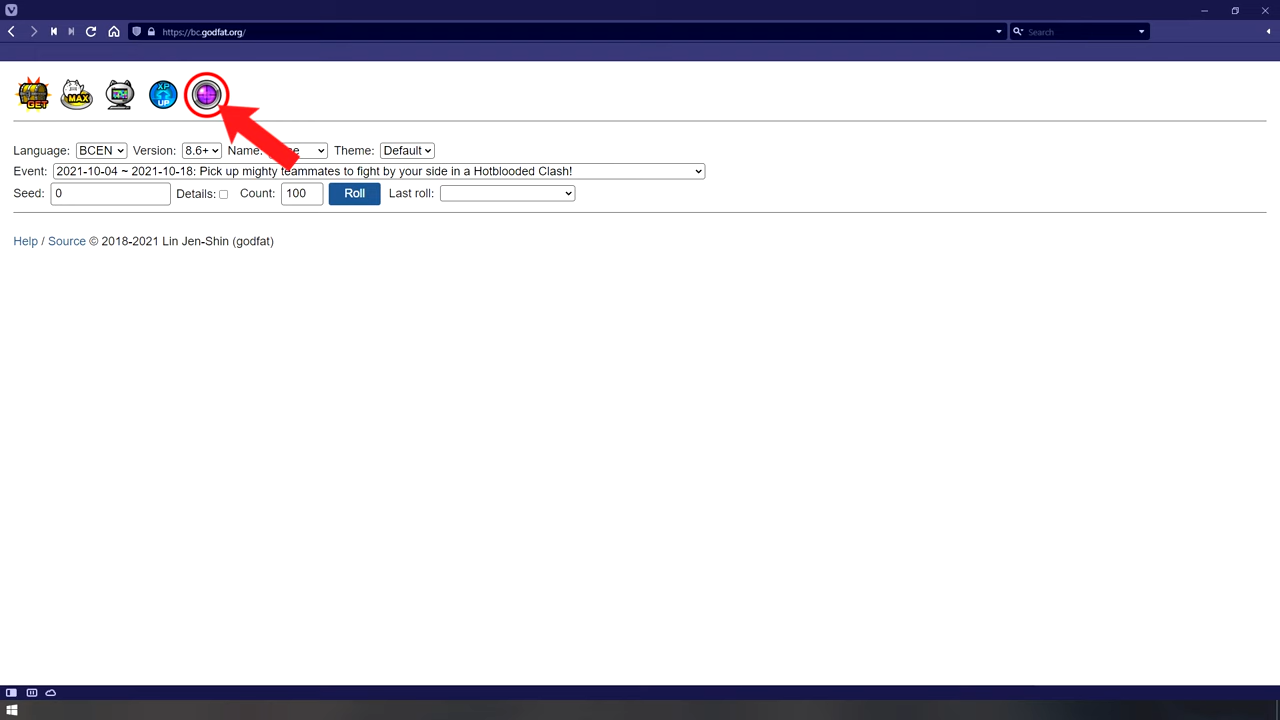 https://bc.godfat.org/
Search
GET
MAX
XP
UP
Language: BCEN Version: 8.6+ Name: Theme: Default
Event: 2021-10-04 ~ 2021-10-18: Pick up mighty teammates to fight by your side in a Hotblooded Clash!
Seed: 0 Details: Count: 100 Roll Last roll:
Help / Source © 2018-2021 Lin Jen-Shin (godfat)